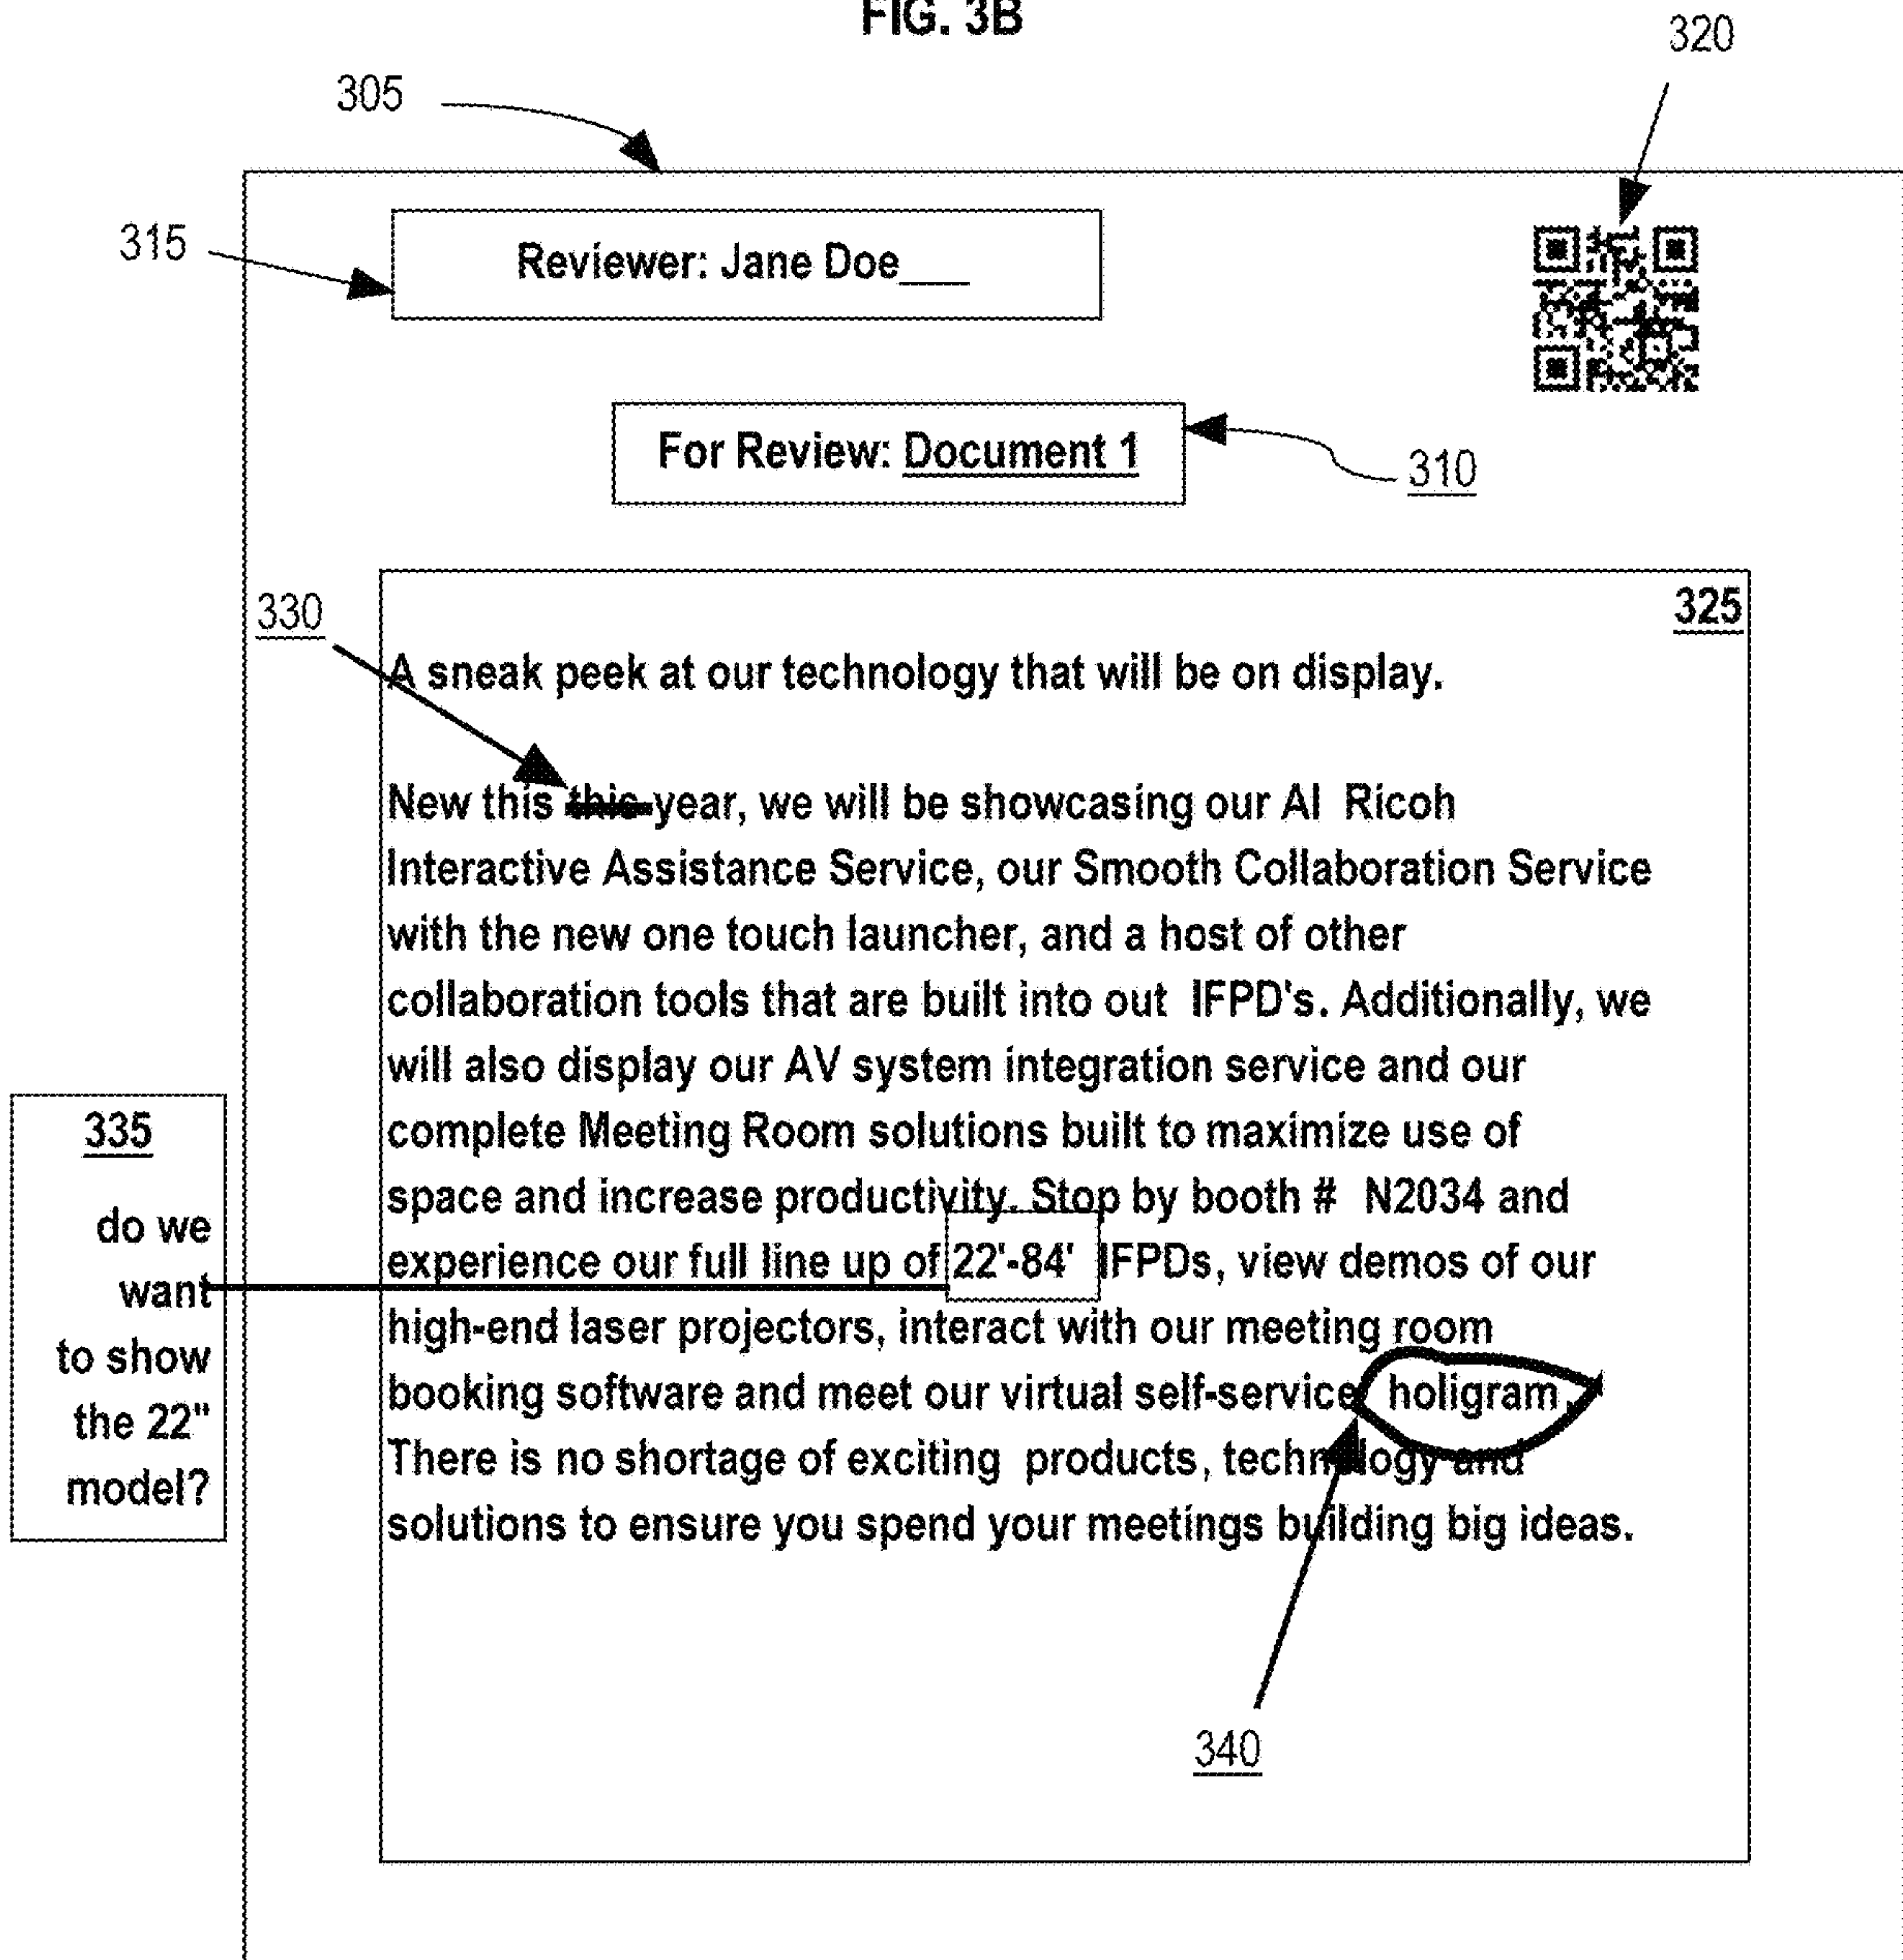 FIG. 3B
320
305
315
Reviewer: Jane Doe___
For Review: Document 1
310
330
325
A sneak peek at our technology that will be on display.
New this this year, we will be showcasing our AI Ricoh
Interactive Assistance Service, our Smooth Collaboration Service
with the new one touch launcher, and a host of other
collaboration tools that are built into out IFPD's. Additionally, we
will also display our AV system integration service and our
complete Meeting Room solutions built to maximize use of
space and increase productivity. Stop by booth # N2034 and
experience our full line up of 22'-84' IFPDs, view demos of our
high-end laser projectors, interact with our meeting room
booking software and meet our virtual self-service holigram.
There is no shortage of exciting products, technology and
solutions to ensure you spend your meetings building big ideas.
335
do we
want
to show
the 22"
model?
340